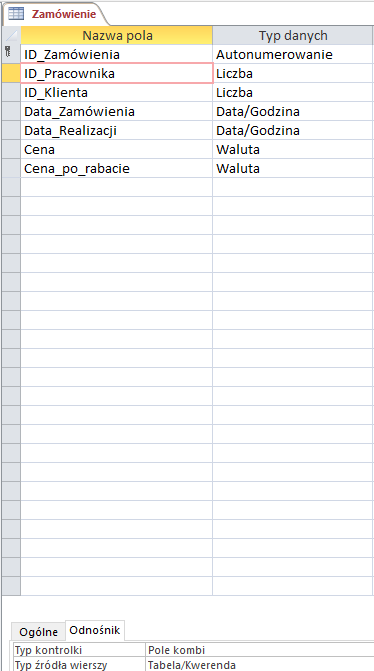 Zamówienie
Nazwa pola Typ danych
ID_Zamówienia Autonumerowanie
ID_Pracownika Liczba
ID_Klienta Liczba
Data_Zamówienia Data/Godzina
Data_Realizacji Data/Godzina
Cena Waluta
Cena_po_rabacie Waluta
Ogólne Odnośnik
Typ kontrolki Pole kombi
Typ źródła wierszy Tabela/Kwerenda